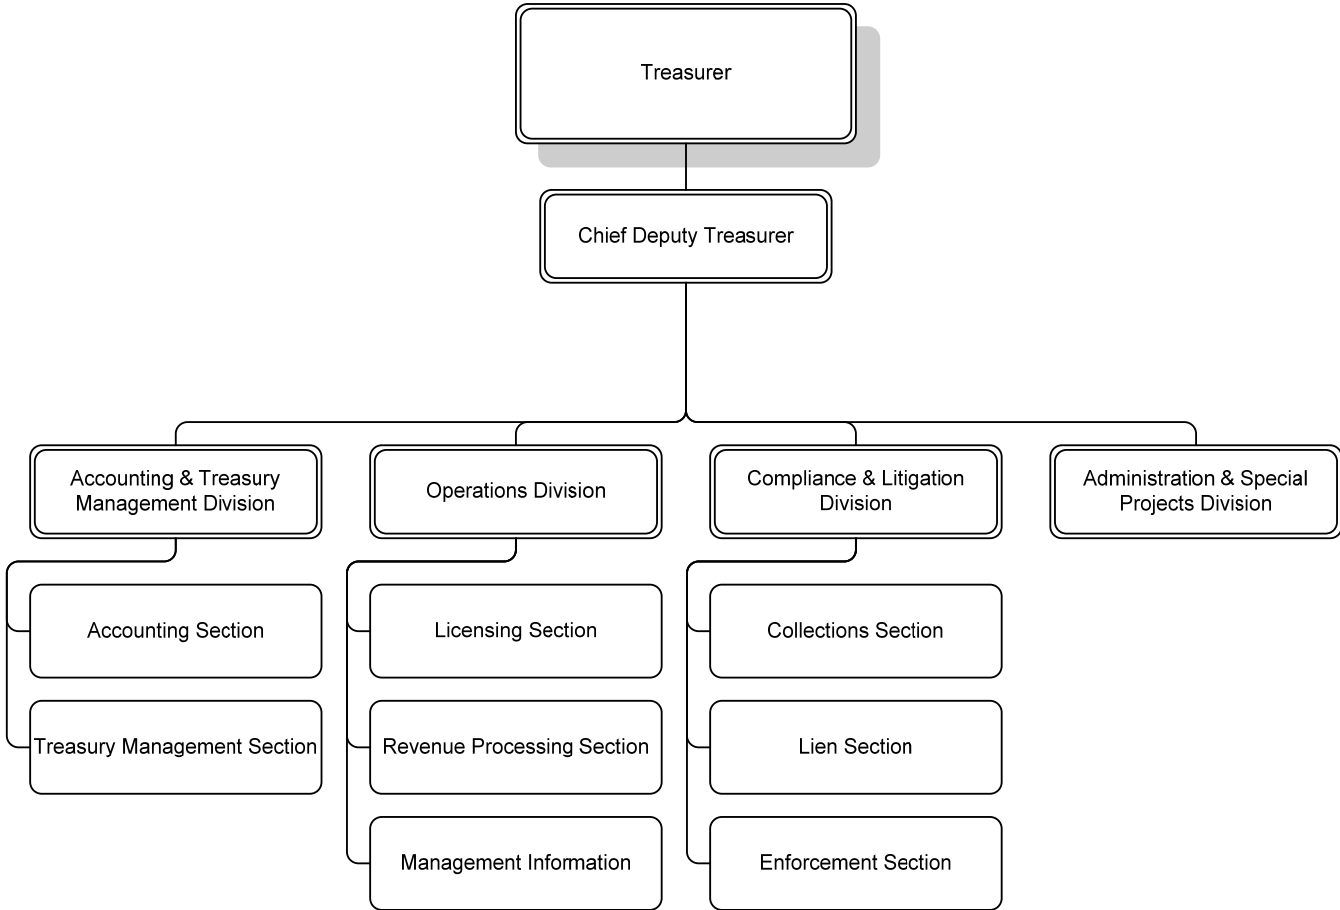 Treasurer
Chief Deputy Treasurer
Accounting & Treasury
Management Division
Operations Division
Compliance & Litigation
Division
Administration & Special
Projects Division
Accounting Section
Licensing Section
Collections Section
Treasury Management Section
Revenue Processing Section
Lien Section
Management Information
Enforcement Section